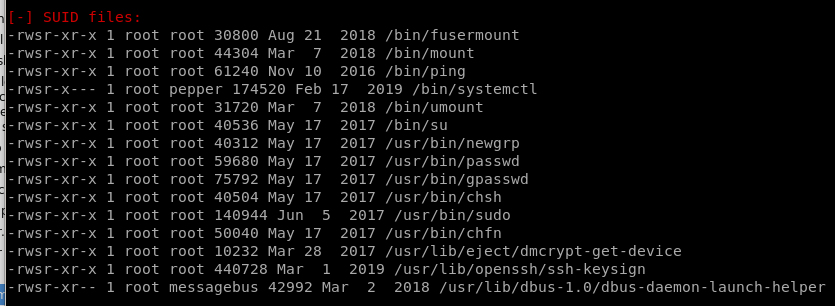 [-] SUID files:
-rwsr-xr-x 1 root root 30800 Aug 21  2018 /bin/fusermount
-rwsr-xr-x 1 root root 44304 Mar  7  2018 /bin/mount
-rwsr-xr-x 1 root root 61240 Nov 10  2016 /bin/ping
-rwsr-x--- 1 root pepper 174520 Feb 17  2019 /bin/systemctl
-rwsr-xr-x 1 root root 31720 Mar  7  2018 /bin/umount
-rwsr-xr-x 1 root root 40536 May 17  2017 /bin/su
-rwsr-xr-x 1 root root 40312 May 17  2017 /usr/bin/newgrp
-rwsr-xr-x 1 root root 59680 May 17  2017 /usr/bin/passwd
-rwsr-xr-x 1 root root 75792 May 17  2017 /usr/bin/gpasswd
-rwsr-xr-x 1 root root 40504 May 17  2017 /usr/bin/chsh
-rwsr-xr-x 1 root root 140944 Jun  5  2017 /usr/bin/sudo
-rwsr-xr-x 1 root root 50040 May 17  2017 /usr/bin/chfn
-rwsr-xr-x 1 root root 10232 Mar 28  2017 /usr/lib/eject/dmcrypt-get-device
-rwsr-xr-x 1 root root 440728 Mar  1  2019 /usr/lib/openssh/ssh-keysign
-rwsr-xr-- 1 root messagebus 42992 Mar  2  2018 /usr/lib/dbus-1.0/dbus-daemon-launch-helper